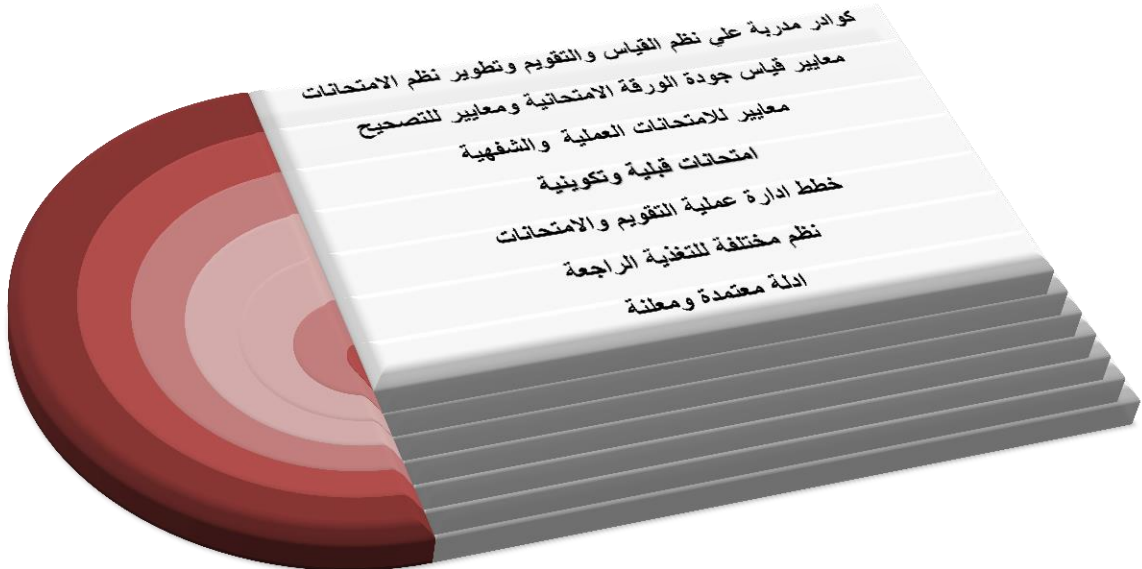 كوادر مدربة علي نظم القياس والتقويم وتطوير نظم الامتحانات
معايير قياس جودة الورقة الامتحانية ومعايير للتصحيح
معايير للامتحانات العملية والشفهية
امتحانات قبلية وتكوينية
خطط ادارة عملية التقويم والامتحانات
نظم مختلفة للتغذية الراجعة
ادلة معتمدة ومعلنة